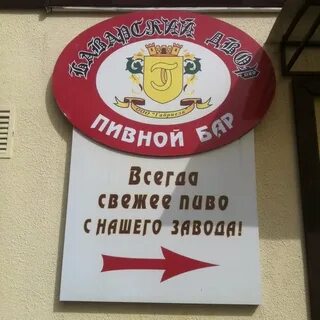 БАВАРСКИЙ ДВОР
Г
ПИВНОЙ БАР
Всегда
свежее пиво
с нашего завода!